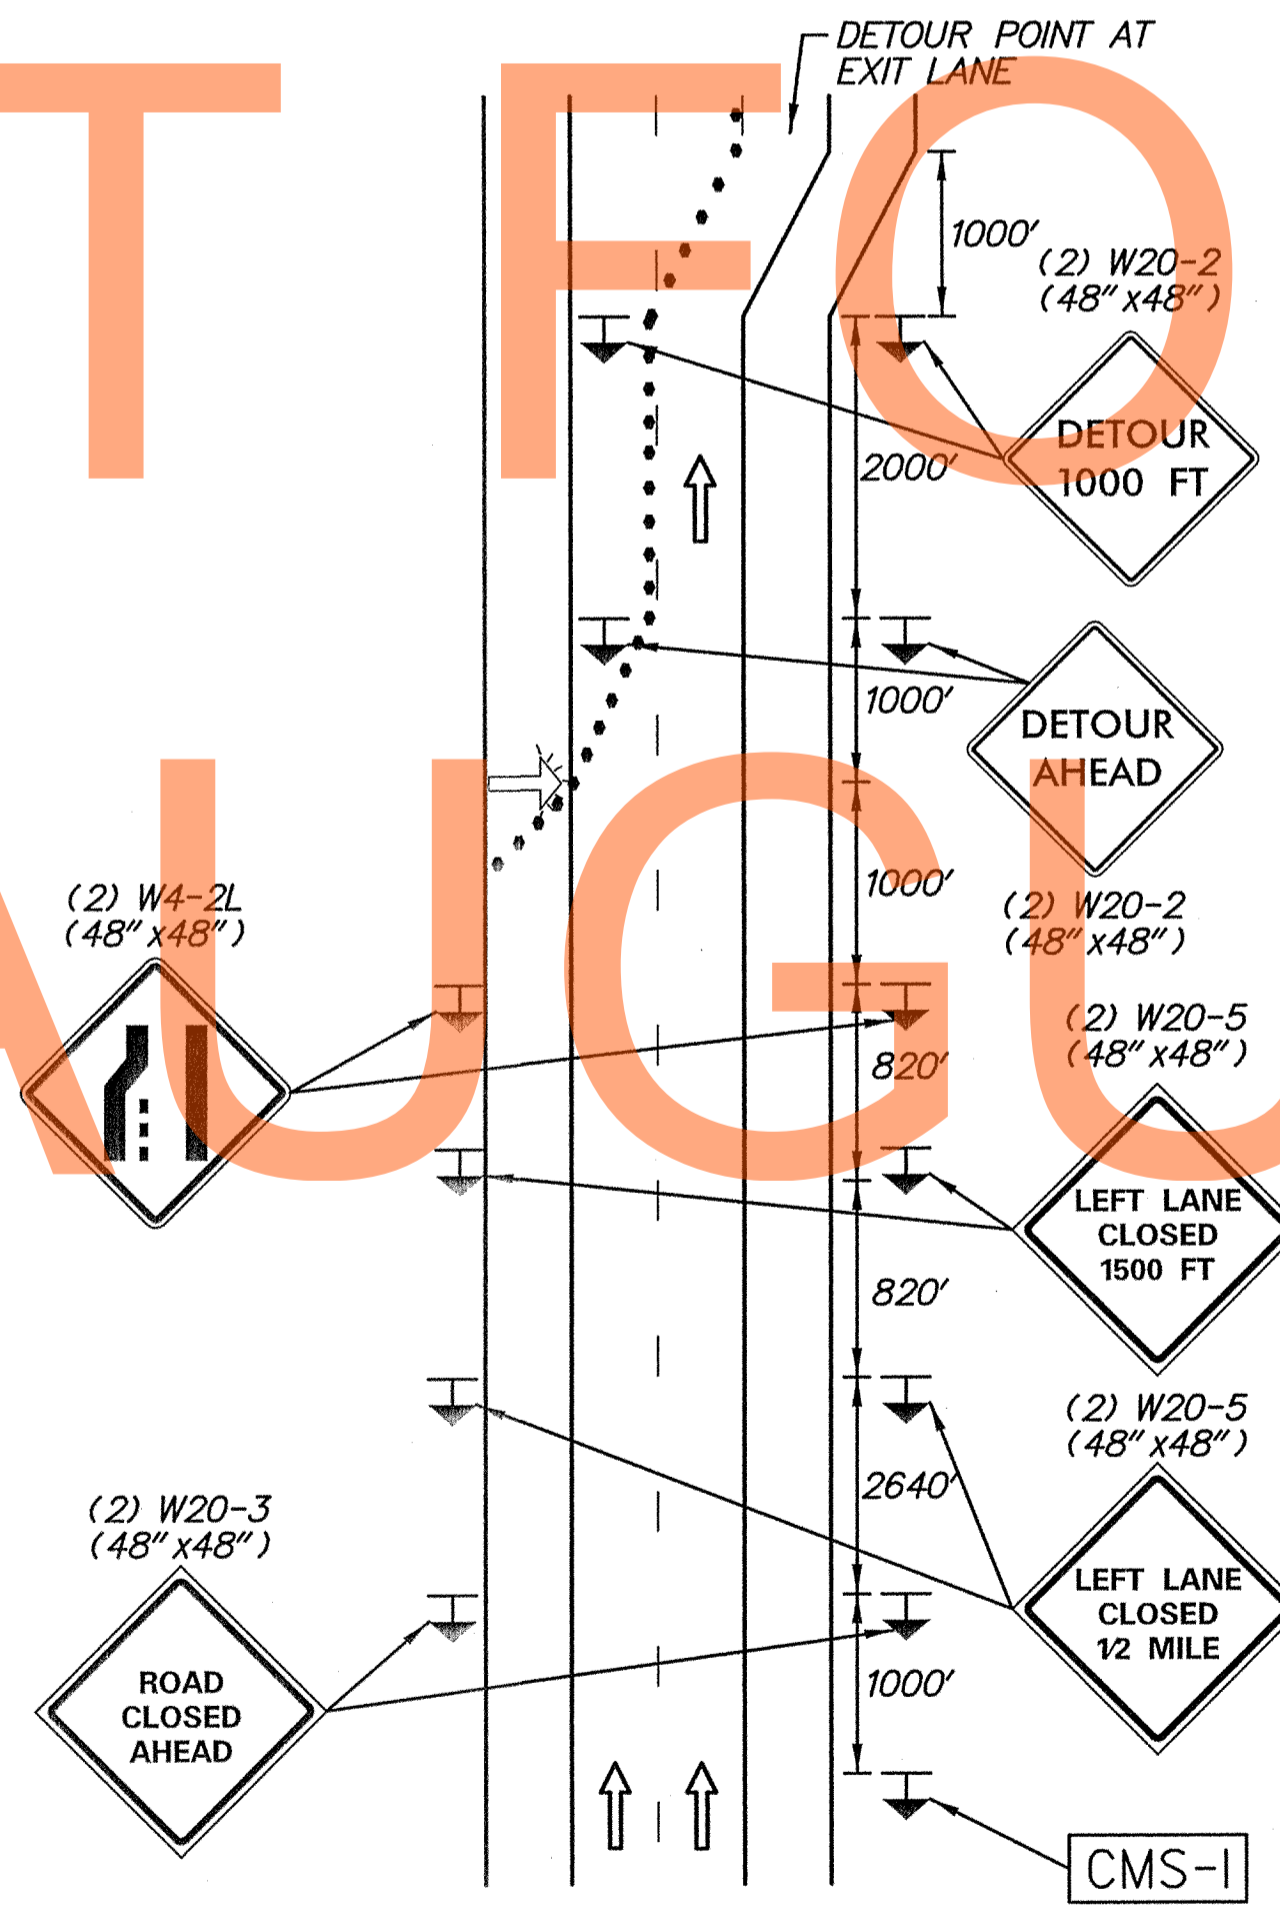 DETOUR POINT AT
EXIT LANE
1000'
(2) W20-2
(48" x48")
DETOUR
1000 FT
2000'
1000'
DETOUR
AHEAD
1000'
(2) W20-2
(48" x48")
(2) W4-2L
(48" x48")
820'
(2) W20-5
(48" x48")
LEFT LANE
CLOSED
1500 FT
820'
(2) W20-5
(48" x48")
2640'
LEFT LANE
CLOSED
1/2 MILE
(2) W20-3
(48" x48")
ROAD
CLOSED
AHEAD
1000'
CMS-1
T FO
AUGU